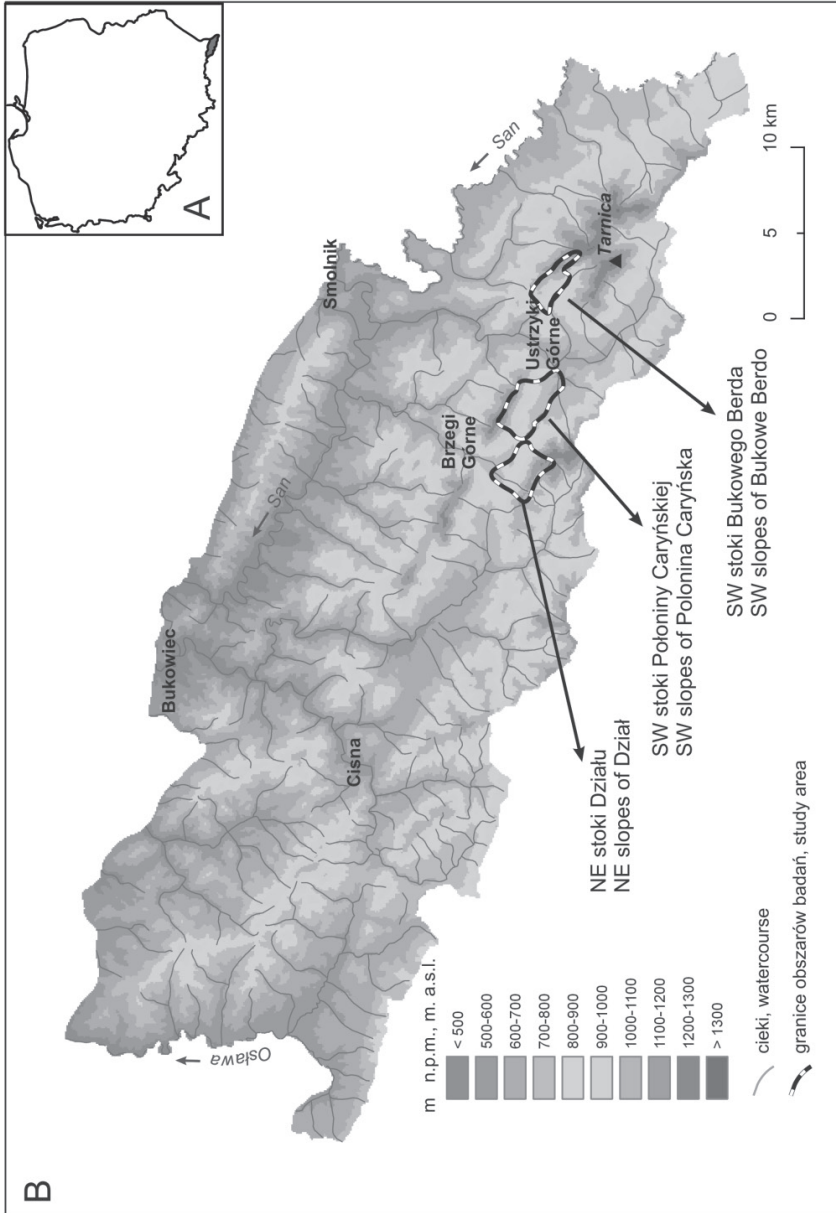 B
A
Osława
San
San
Bukowiec
Smolnik
Cisna
Brzegi
Górne
Ustrzyki
Górne
Tarnica
NE stoki Działu
NE slopes of Dział
SW stoki Połoniny Caryńskiej
SW slopes of Polonina Caryńska
SW stoki Bukowego Berda
SW slopes of Bukowe Berdo
m n.p.m., m. a.s.l.
< 500
500-600
600-700
700-800
800-900
900-1000
1000-1100
1100-1200
1200-1300
> 1300
cieki, watercourse
granice obszarów badań, study area
0 5 10 km